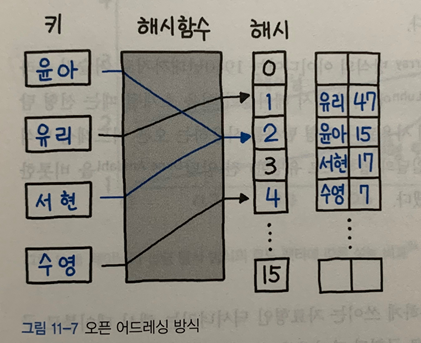 키 해시함수 해시
0
윤아 1 유리 47
유리 2 윤아 15
서현 3 서현 17
수영 4 수영 7
15
그림 11-7 오픈 어드레싱 방식